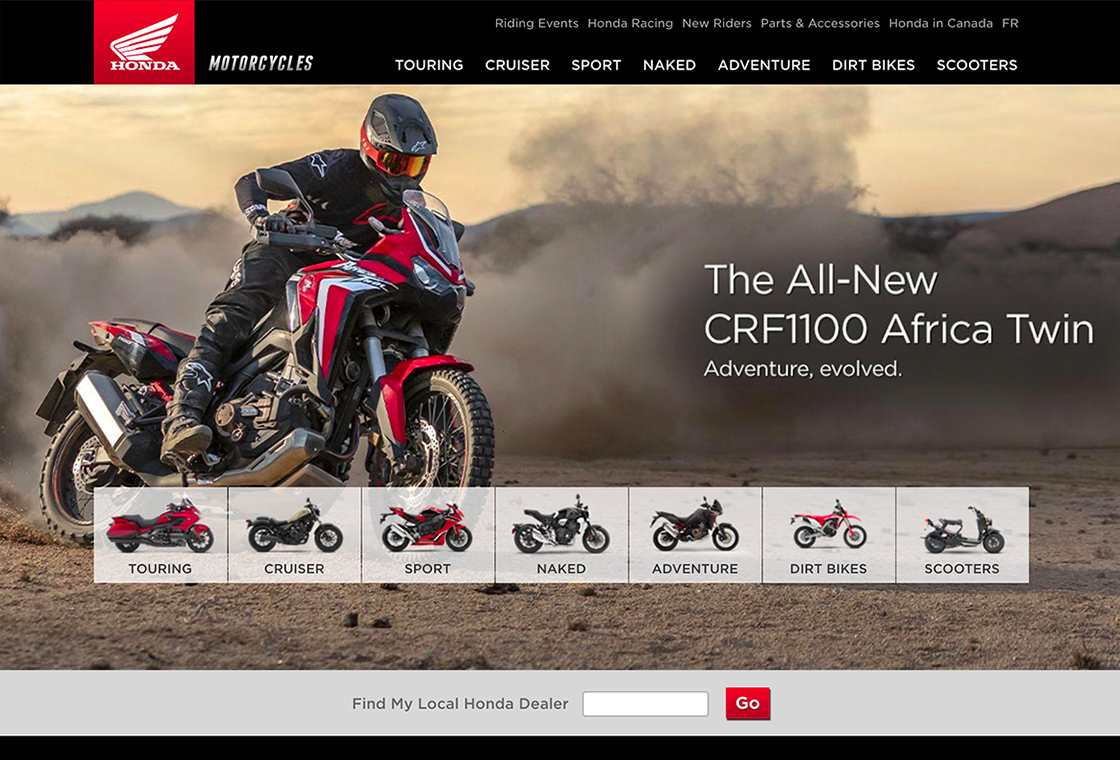 Riding Events Honda Racing New Riders Parts & Accessories Honda in Canada FR
HONDA
MOTORCYCLES
TOURING CRUISER SPORT NAKED ADVENTURE DIRT BIKES SCOOTERS
The All-New
CRF1100 Africa Twin
Adventure, evolved.
TOURING CRUISER SPORT NAKED ADVENTURE DIRT BIKES SCOOTERS
Find My Local Honda Dealer
Go